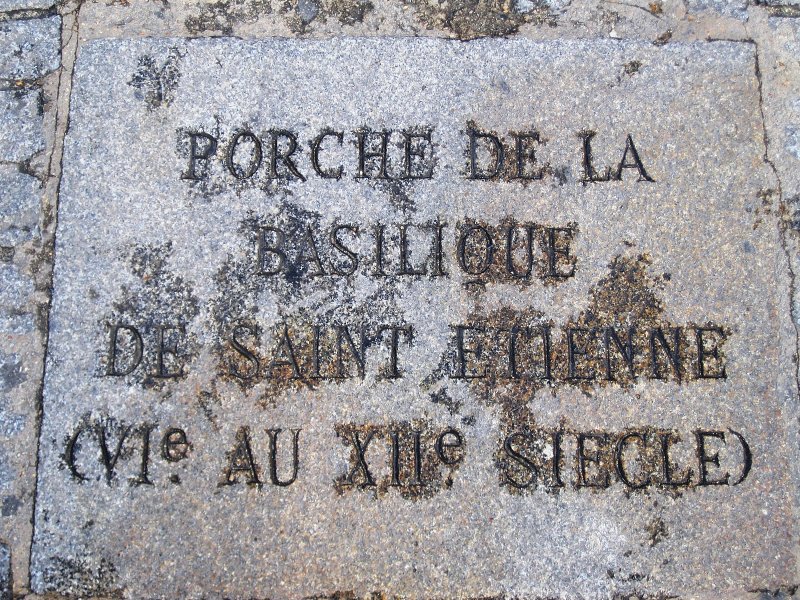 PORCHE DE LA
BASILIQUE
DE SAINT ETIENNE
(VIe AU XIIe SIECLE)